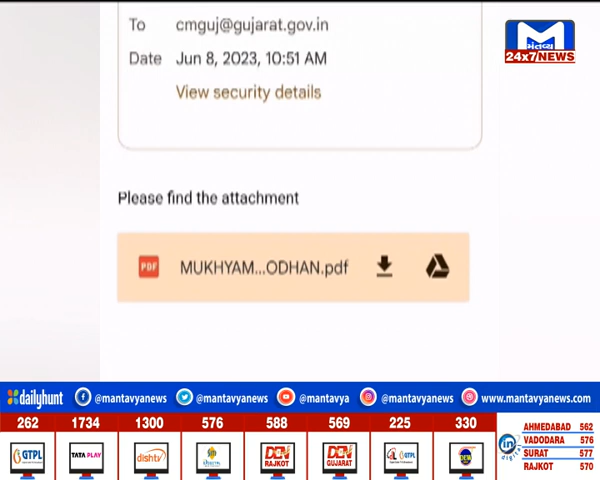 To cmguj@gujarat.gov.in
Date Jun 8, 2023, 10:51 AM
View security details
મંતવ્ય
24x7NEWS
Please find the attachment
PDF MUKHYAM...ODHAN.pdf
dailyhunt @mantavyanews @mantavyanews @mantavya @mantavyanews www.mantavyanews.com
262 1734 1300 576 588 569 225 330
GTPL TATA PLAY dishtv DEN RAJKOT DEN GUJARAT GTPL
in digital
AHMEDABAD 562
VADODARA 576
SURAT 577
RAJKOT 570